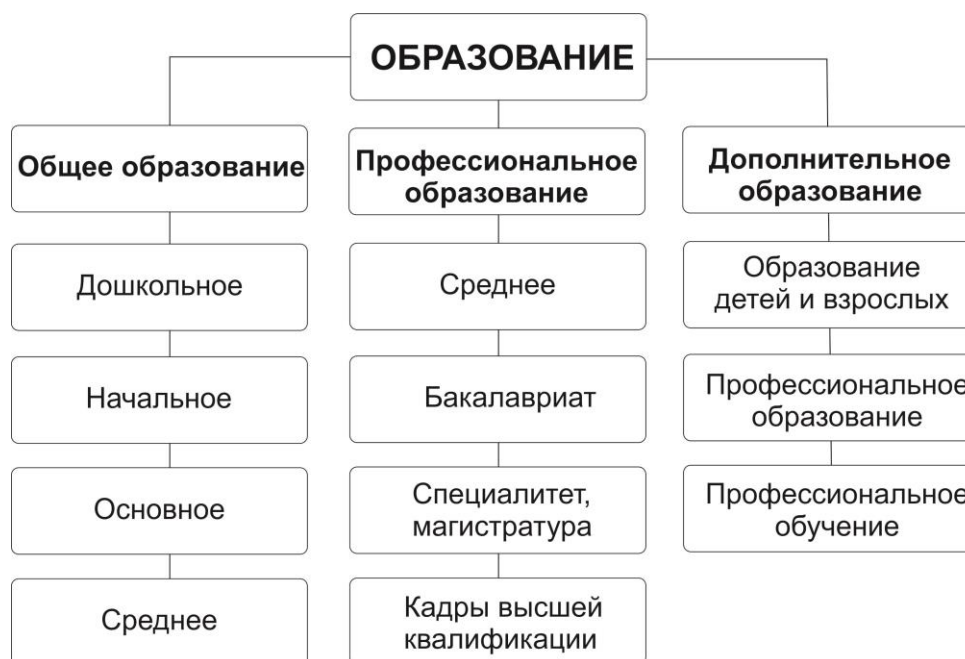 ОБРАЗОВАНИЕ
Общее образование
Дошкольное
Начальное
Основное
Среднее
Профессиональное
образование
Среднее
Бакалавриат
Специалитет,
магистратура
Кадры высшей
квалификации
Дополнительное
образование
Образование
детей и взрослых
Профессиональное
образование
Профессиональное
обучение